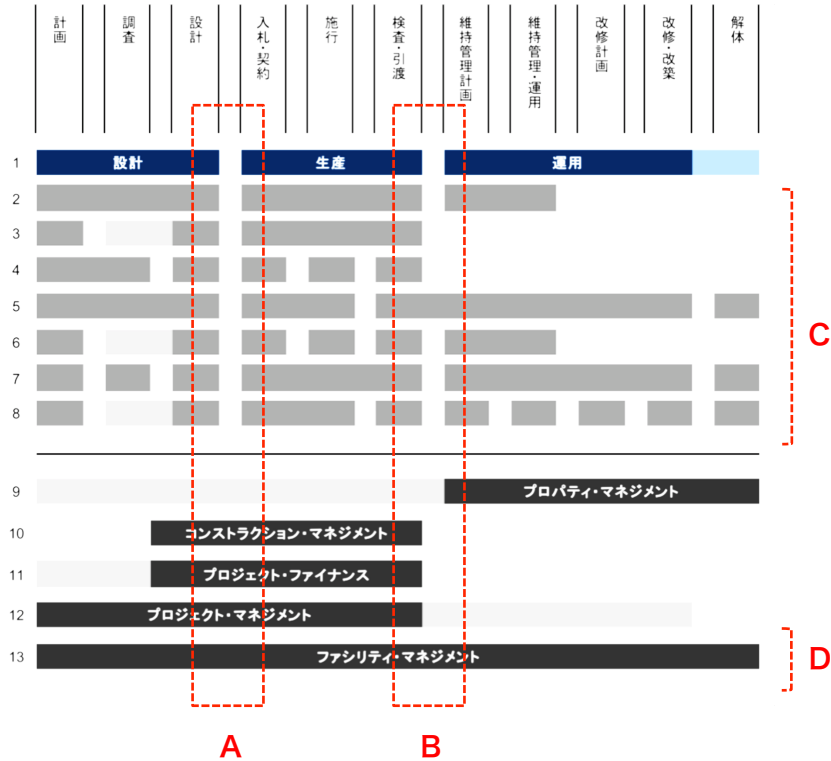 計画
調査
設計
入札・契約
施行
検査・引渡
維持管理計画
維持管理・運用
改修計画
改修・改築
解体
1 設計 生産 運用
2
3
4
5
6
7
8
C
9 プロパティ・マネジメント
10 コンストラクション・マネジメント
11 プロジェクト・ファイナンス
12 プロジェクト・マネジメント
13 ファシリティ・マネジメント
D
A B